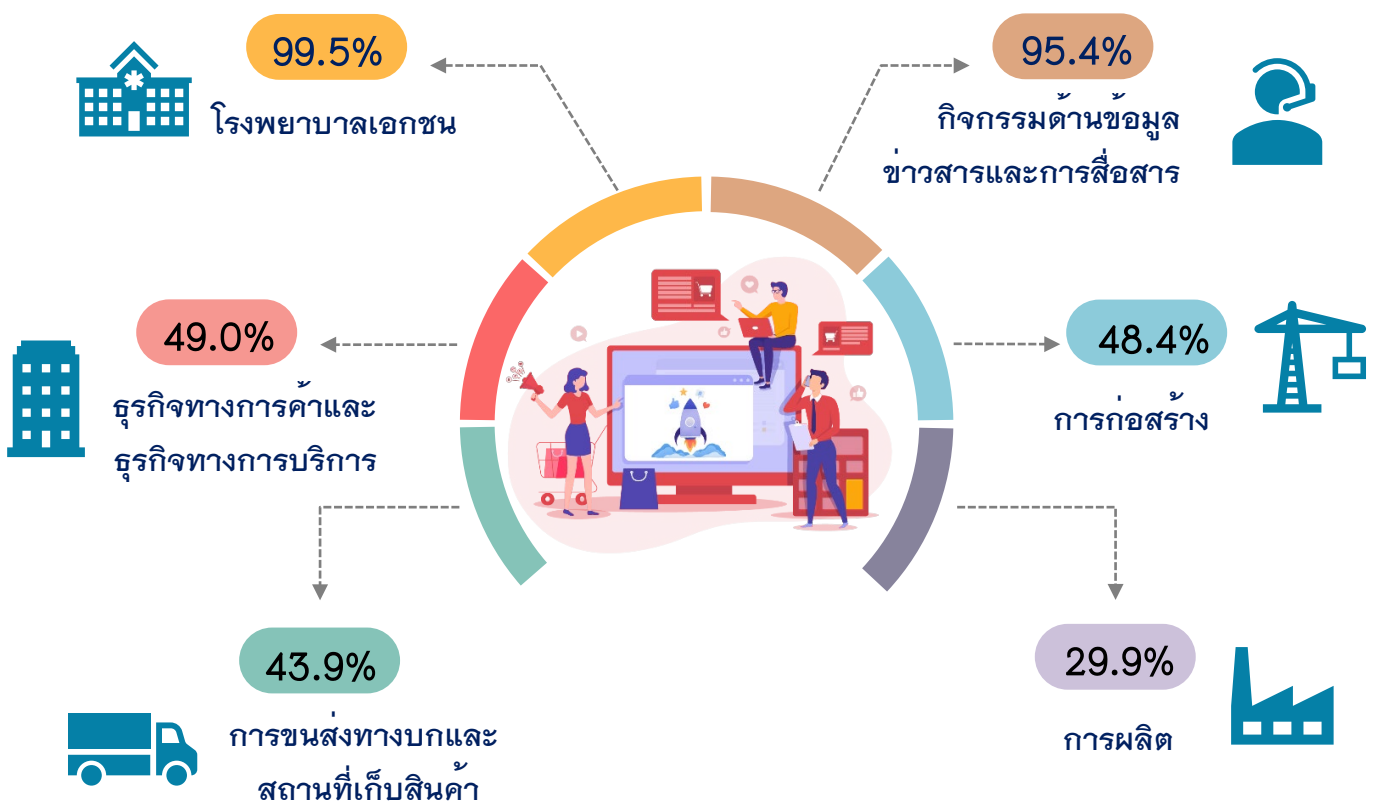 99.5%
โรงพยาบาลเอกชน
95.4%
กิจกรรมด้านข้อมูล
ข่าวสารและการสื่อสาร
49.0%
ธุรกิจทางการค้าและ
ธุรกิจทางการบริการ
48.4%
การก่อสร้าง
43.9%
การขนส่งทางบกและ
สถานที่เก็บสินค้า
29.9%
การผลิต